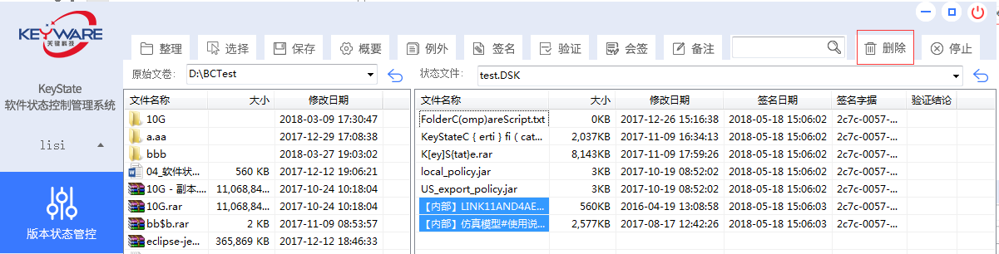 KEYWARE
天键科技
KeyState
软件状态控制管理系统
lisi
版本状态管控
整理 选择 保存 概要 例外 签名 验证 会签 备注 删除 停止
原始文卷： D:\BCTest 状态文件： test.DSK
文件名称 大小 修改日期
10G 2018-03-09 17:30:47
a.aa 2017-12-29 17:08:38
bbb 2018-03-27 19:03:02
04_软件状... 560 KB 2017-12-12 19:06:21
10G - 副本.... 11,068,84... 2017-10-24 10:18:04
10G.rar 11,068,84... 2017-10-24 10:18:04
bb$b.rar 2 KB 2017-11-09 08:53:57
eclipse-je... 365,869 KB 2017-12-12 18:46:33
文件名称 大小 修改日期 签名日期 签名字据 验证结论
FolderC(omp)areScript.txt 0KB 2017-12-26 15:16:38 2018-05-18 15:06:02 2c7c-0057-...
KeyStateC { erti } fi ( cat... 2,037KB 2017-11-09 16:34:13 2018-05-18 15:06:02 2c7c-0057-...
K[ey]S{tat}e.rar 8,143KB 2017-11-09 17:59:26 2018-05-18 15:06:02 2c7c-0057-...
local_policy.jar 3KB 2017-10-19 08:52:02 2018-05-18 15:06:02 2c7c-0057-...
US_export_policy.jar 3KB 2017-10-19 08:52:02 2018-05-18 15:06:02 2c7c-0057-...
【内部】LINK11AND4AE... 560KB 2016-04-19 13:08:58 2018-05-18 15:06:03 2c7c-0057-...
【内部】仿真模型#使用说... 2,577KB 2017-08-17 12:42:26 2018-05-18 15:06:03 2c7c-0057-...